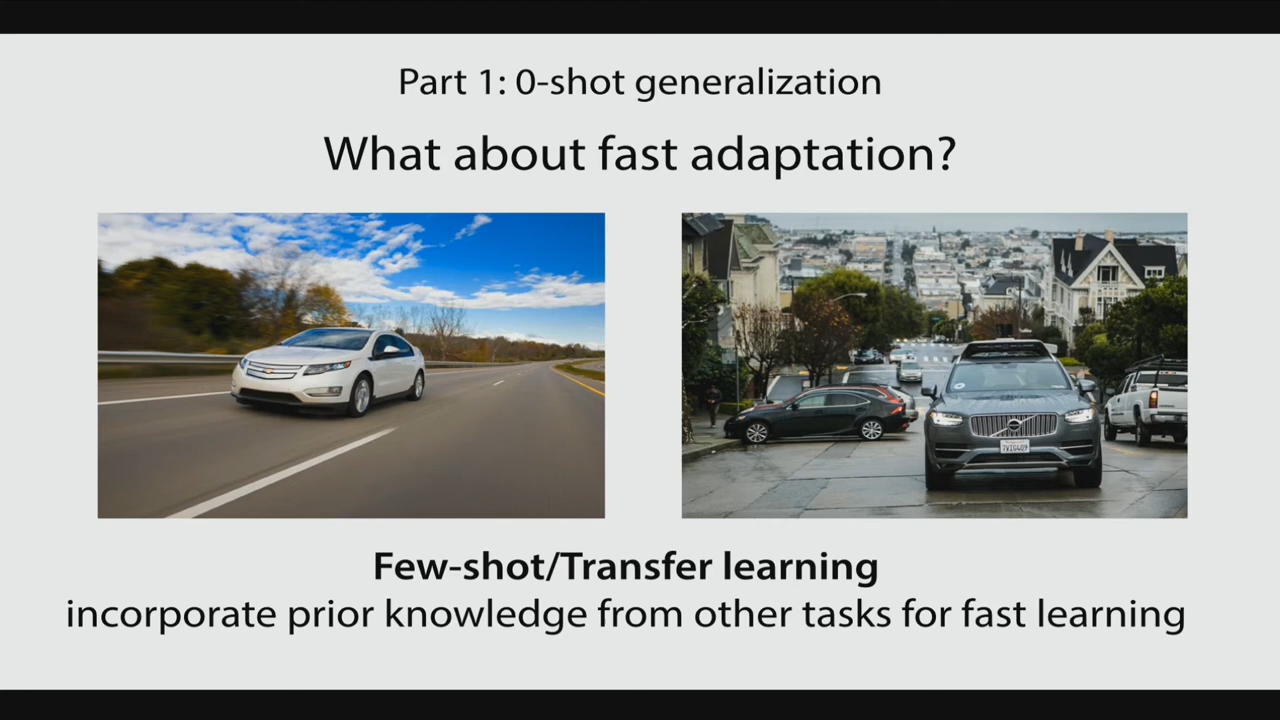 Part 1: 0-shot generalization
What about fast adaptation?
Few-shot/Transfer learning
incorporate prior knowledge from other tasks for fast learning